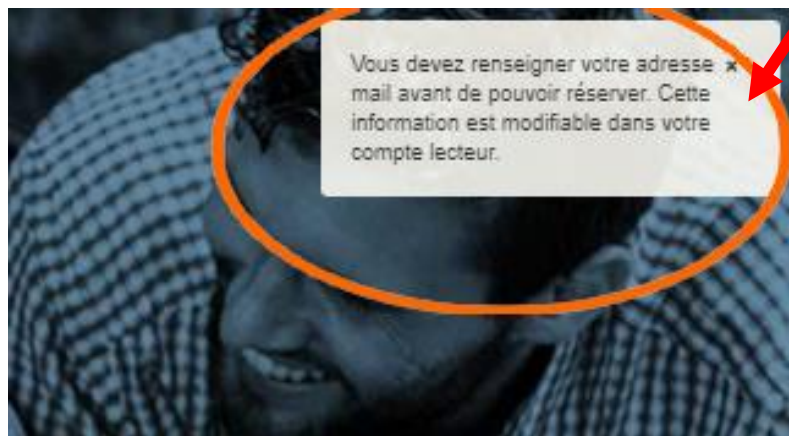 Vous devez renseigner votre adresse ×
mail avant de pouvoir réserver. Cette
information est modifiable dans votre
compte lecteur.